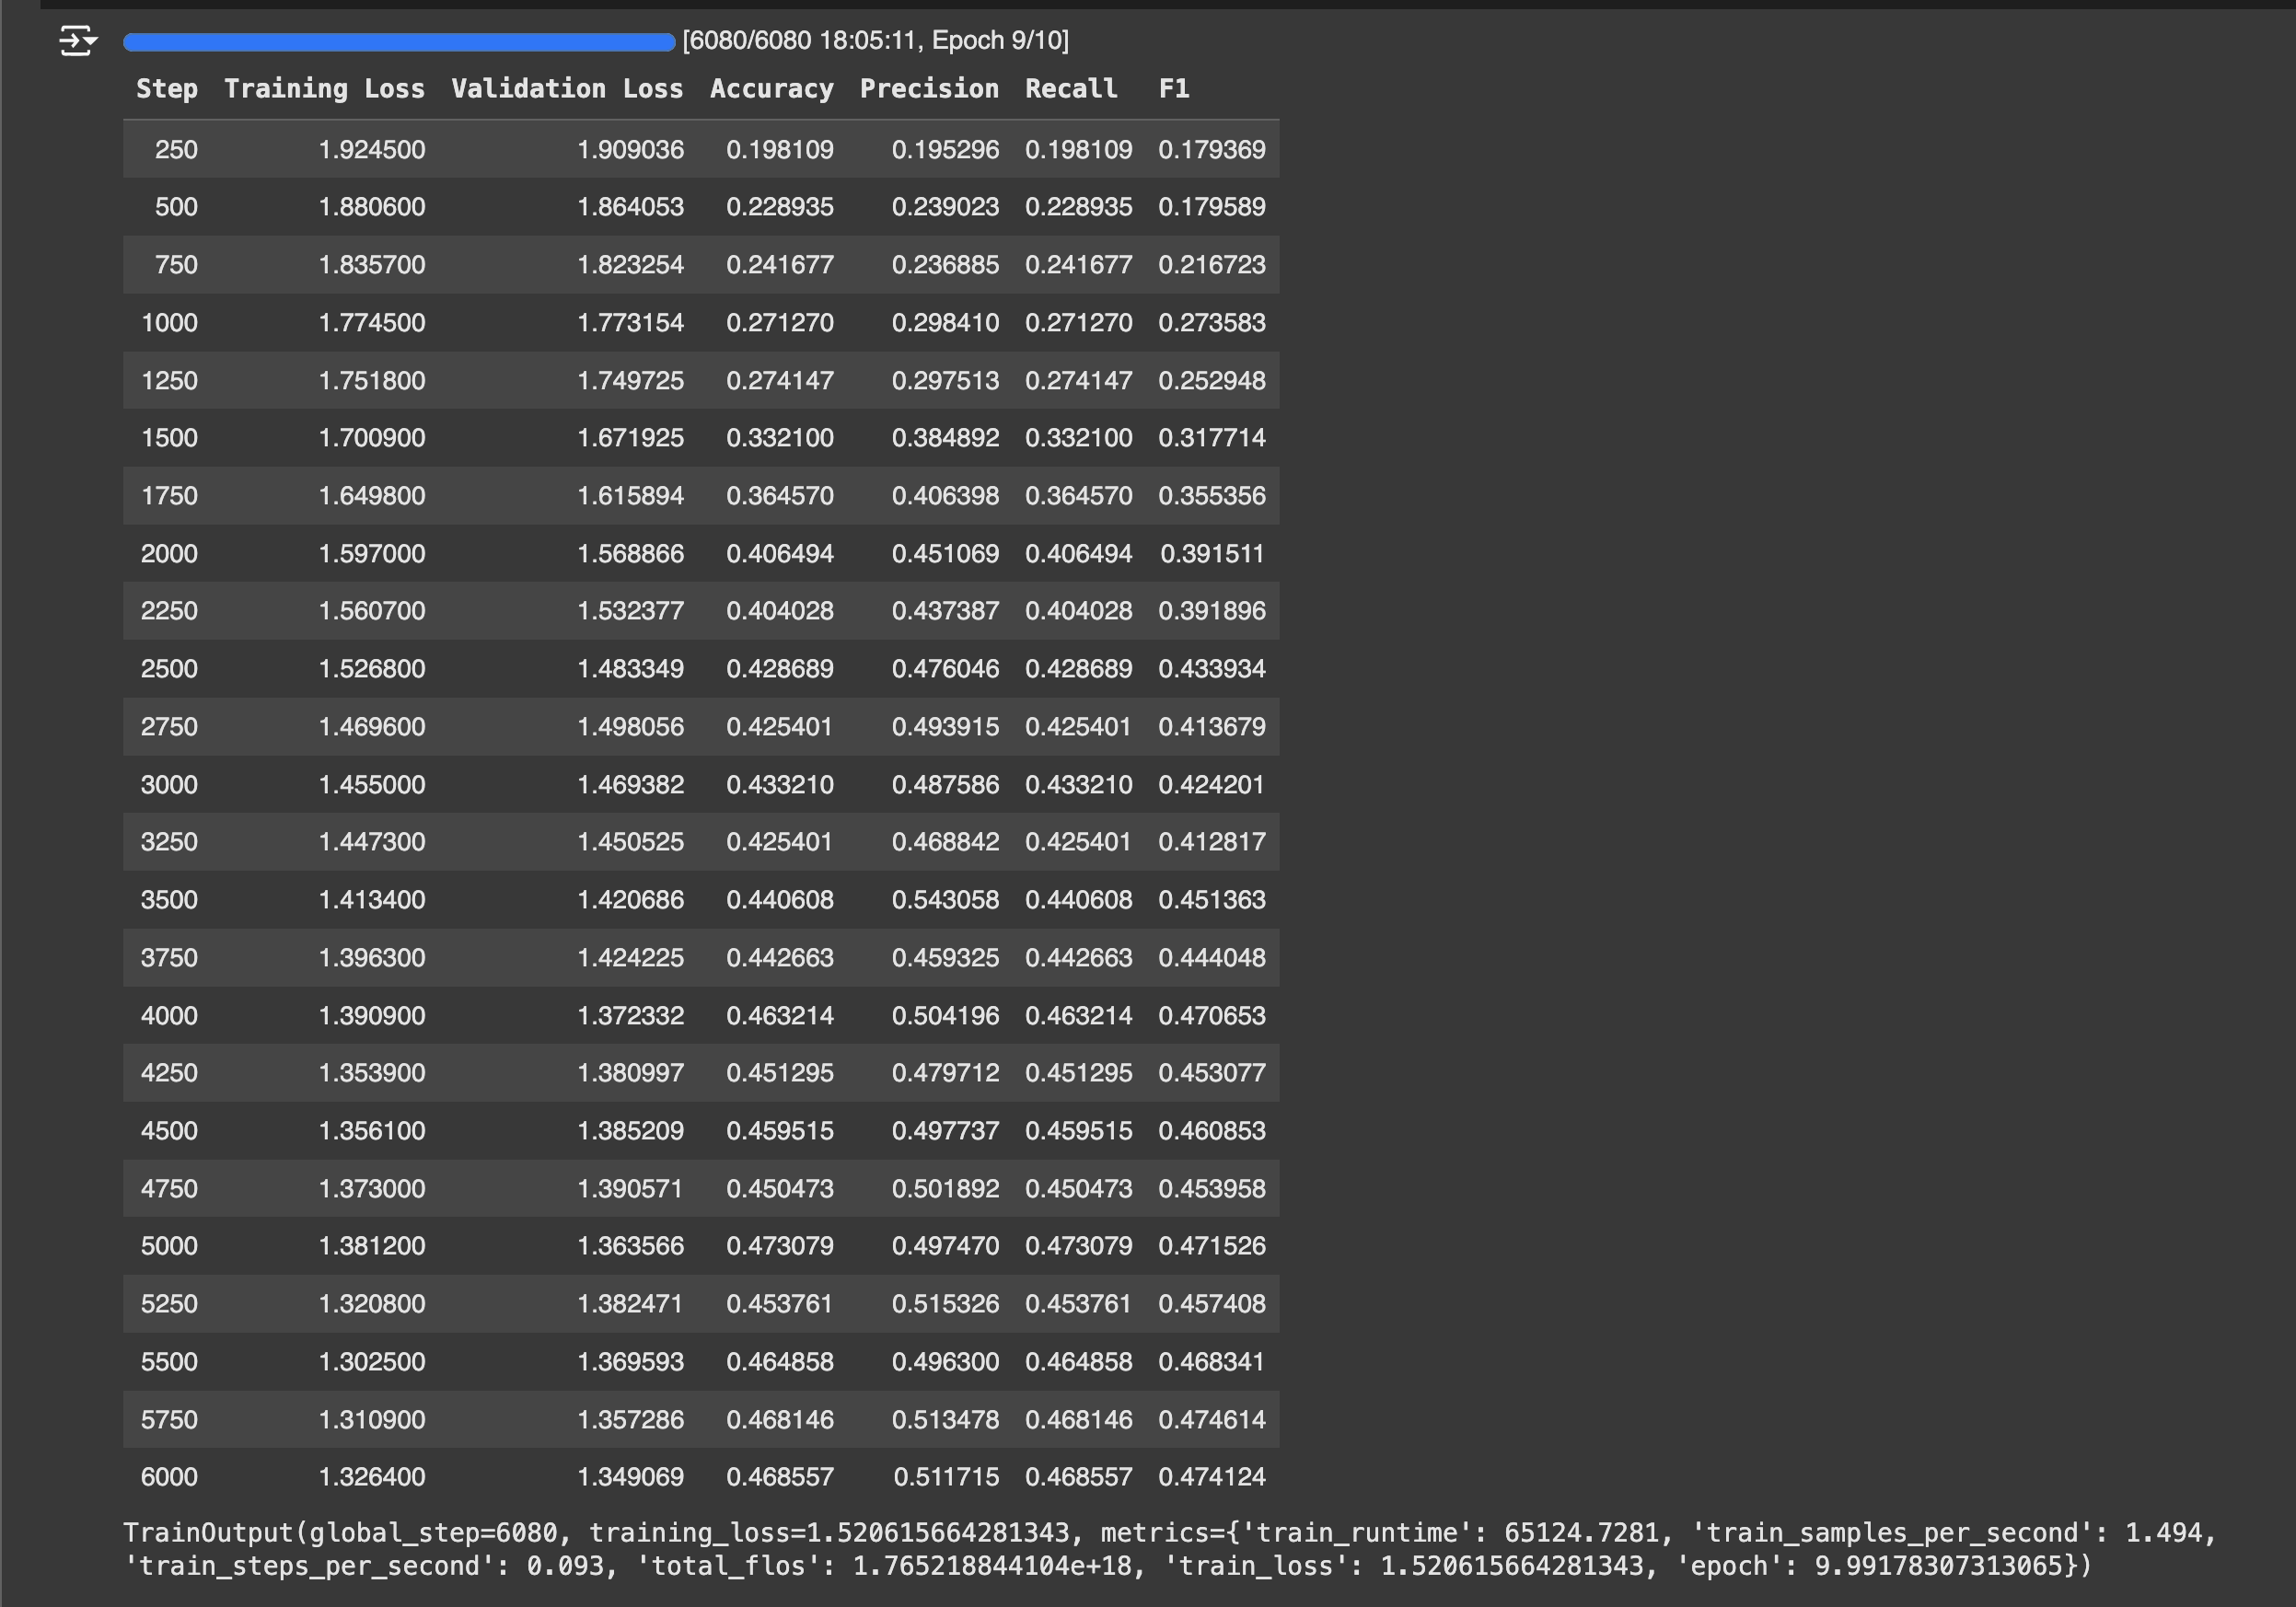 [6080/6080 18:05:11, Epoch 9/10]
Step Training Loss Validation Loss Accuracy Precision Recall F1
250 1.924500 1.909036 0.198109 0.195296 0.198109 0.179369
500 1.880600 1.864053 0.228935 0.239023 0.228935 0.179589
750 1.835700 1.823254 0.241677 0.236885 0.241677 0.216723
1000 1.774500 1.773154 0.271270 0.298410 0.271270 0.273583
1250 1.751800 1.749725 0.274147 0.297513 0.274147 0.252948
1500 1.700900 1.671925 0.332100 0.384892 0.332100 0.317714
1750 1.649800 1.615894 0.364570 0.406398 0.364570 0.355356
2000 1.597000 1.568866 0.406494 0.451069 0.406494 0.391511
2250 1.560700 1.532377 0.404028 0.437387 0.404028 0.391896
2500 1.526800 1.483349 0.428689 0.476046 0.428689 0.433934
2750 1.469600 1.498056 0.425401 0.493915 0.425401 0.413679
3000 1.455000 1.469382 0.433210 0.487586 0.433210 0.424201
3250 1.447300 1.450525 0.425401 0.468842 0.425401 0.412817
3500 1.413400 1.420686 0.440608 0.543058 0.440608 0.451363
3750 1.396300 1.424225 0.442663 0.459325 0.442663 0.444048
4000 1.390900 1.372332 0.463214 0.504196 0.463214 0.470653
4250 1.353900 1.380997 0.451295 0.479712 0.451295 0.453077
4500 1.356100 1.385209 0.459515 0.497737 0.459515 0.460853
4750 1.373000 1.390571 0.450473 0.501892 0.450473 0.453958
5000 1.381200 1.363566 0.473079 0.497470 0.473079 0.471526
5250 1.320800 1.382471 0.453761 0.515326 0.453761 0.457408
5500 1.302500 1.369593 0.464858 0.496300 0.464858 0.468341
5750 1.310900 1.357286 0.468146 0.513478 0.468146 0.474614
6000 1.326400 1.349069 0.468557 0.511715 0.468557 0.474124
TrainOutput(global_step=6080, training_loss=1.520615664281343, metrics={'train_runtime': 65124.7281, 'train_samples_per_second': 1.494,
'train_steps_per_second': 0.093, 'total_flos': 1.765218844104e+18, 'train_loss': 1.520615664281343, 'epoch': 9.99178307313065})